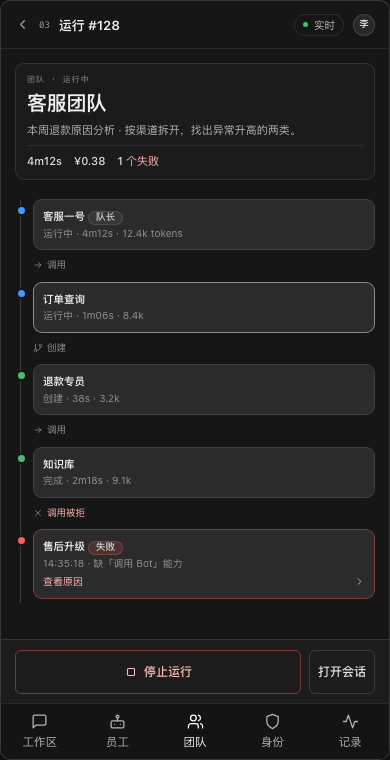 03 运行 #128 实时 李
团队 · 运行中
客服团队
本周退款原因分析 · 按渠道拆开，找出异常升高的两类。
4m12s ¥0.38 1 个失败
客服一号 队长
运行中 · 4m12s · 12.4k tokens
调用
订单查询
运行中 · 1m06s · 8.4k
创建
退款专员
创建 · 38s · 3.2k
调用
知识库
完成 · 2m18s · 9.1k
调用被拒
售后升级 失败
14:35:18 · 缺「调用 Bot」能力
查看原因
停止运行 打开会话
工作区 员工 团队 身份 记录